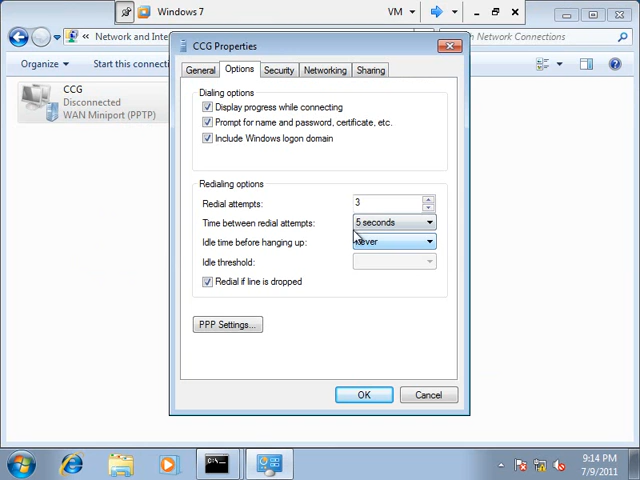 Windows 7
VM
Network and Inte
Network Connections
Organize
Start this connecti
CCG
Disconnected
WAN Miniport (PPTP)
CCG Properties
General
Options
Security
Networking
Sharing
Dialing options
Display progress while connecting
Prompt for name and password, certificate, etc.
Include Windows logon domain
Redialing options
Redial attempts:
3
Time between redial attempts:
5 seconds
Idle time before hanging up:
never
Idle threshold:
Redial if line is dropped
PPP Settings...
OK
Cancel
9:14 PM
7/9/2011